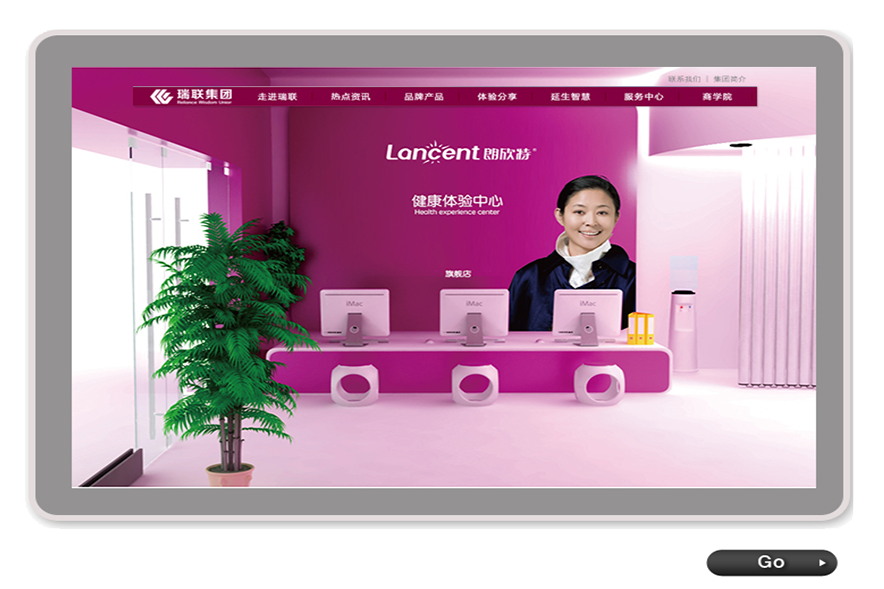 联系我们 | 集团简介
瑞联集团
Reliance Wisdom Union
走进瑞联 热点资讯 品牌产品 体验分享 延生智慧 服务中心 商学院
Lancent 朗欣特®
健康体验中心
Health experience center
旗舰店
iMac iMac iMac
Go